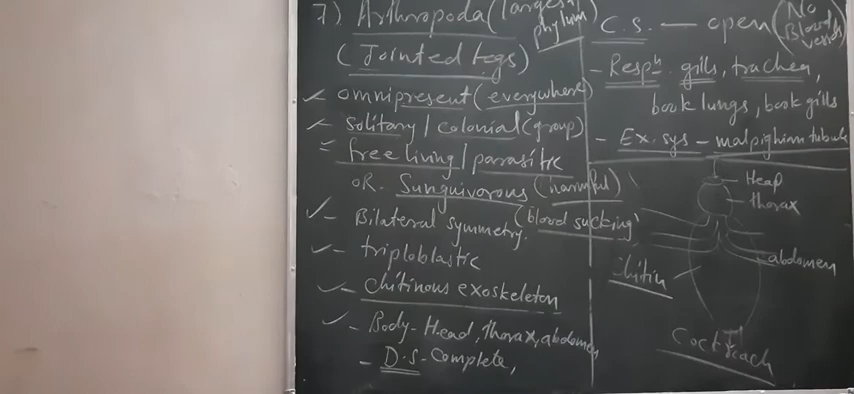 7) Arthropoda (largest phylum)
(Jointed legs)
✓ omnipresent (everywhere)
✓ solitary / colonial (group)
- free living / parasitic
OR. Sunguivorous (harmful)
(blood sucking)
✓ - Bilateral symmetry.
✓ - triploblastic
✓ - chitinous exoskeleton
✓ - Body - Head, thorax, abdomen
- D.S - Complete,
C.S. — open (No Blood vessels)
- Resph. gills, trachea,
book lungs, book gills
- Ex. sys - malpighian tubule
Head
thorax
abdomen
chitin
Cockroach